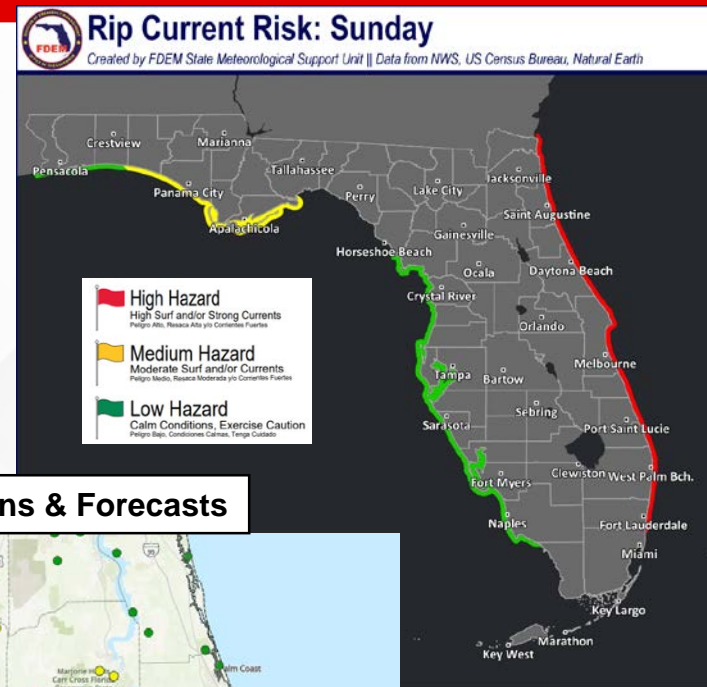 FDEM
Rip Current Risk: Sunday
Created by FDEM State Meteorological Support Unit || Data from NWS, US Census Bureau, Natural Earth
Crestview
Marianna
Pensacola
Tallahassee
Jacksonville
Panama City
Perry
Lake City
Saint Augustine
Apalachicola
Gainesville
Horseshoe Beach
Ocala
Daytona Beach
Crystal River
Orlando
Melbourne
Tampa
Bartow
Sebring
Sarasota
Port Saint Lucie
Clewiston
West Palm Bch.
Fort Myers
Naples
Fort Lauderdale
Miami
Key Largo
Marathon
Key West
High Hazard
High Surf and/or Strong Currents
Peligro Alto, Resaca Alta y/o Corrientes Fuertes
Medium Hazard
Moderate Surf and/or Currents
Peligro Medio, Resaca Moderada y/o Corrientes Fuertes
Low Hazard
Calm Conditions, Exercise Caution
Peligro Bajo, Condiciones Calmas, Tenga Cuidado
ns & Forecasts
95
alm Coast
Carr Cross Florida